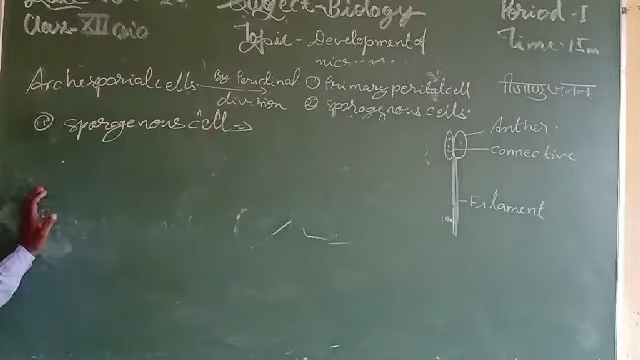 Subject-Biology
Period-I
Class-XII Bio
Topic-Development of
Time-15m
Archesporial cells By Periclinal division ① Primary perital cell
② sporogenous cells.
② sporogenous cell ⇒
Anther.
connective
Filament